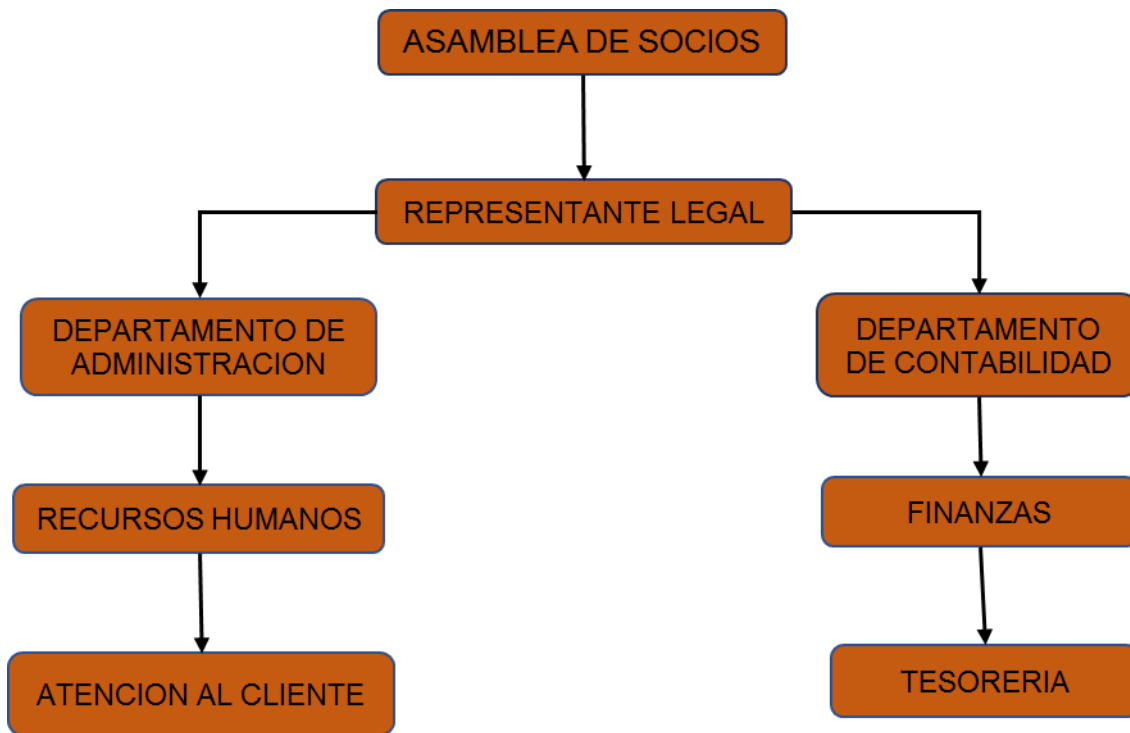 ASAMBLEA DE SOCIOS
REPRESENTANTE LEGAL
DEPARTAMENTO DE
ADMINISTRACION
DEPARTAMENTO
DE CONTABILIDAD
RECURSOS HUMANOS
FINANZAS
ATENCION AL CLIENTE
TESORERIA